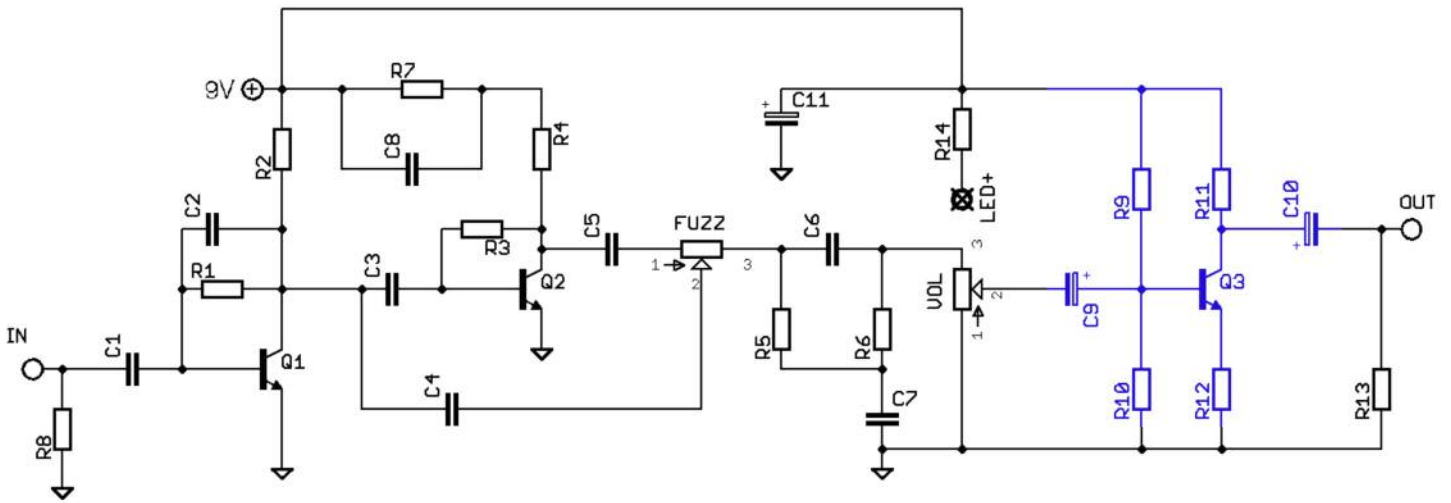 9V +
R7
C11
+
R2
C8
R4
R14
LED+
R9
R11
C10
+
OUT
C2
R1
C3
R3
Q2
C5
FUZZ
1
2
3
C6
3
VOL
2
1
C9
+
Q3
IN
C1
Q1
R8
C4
R5
R6
C7
R10
R12
R13